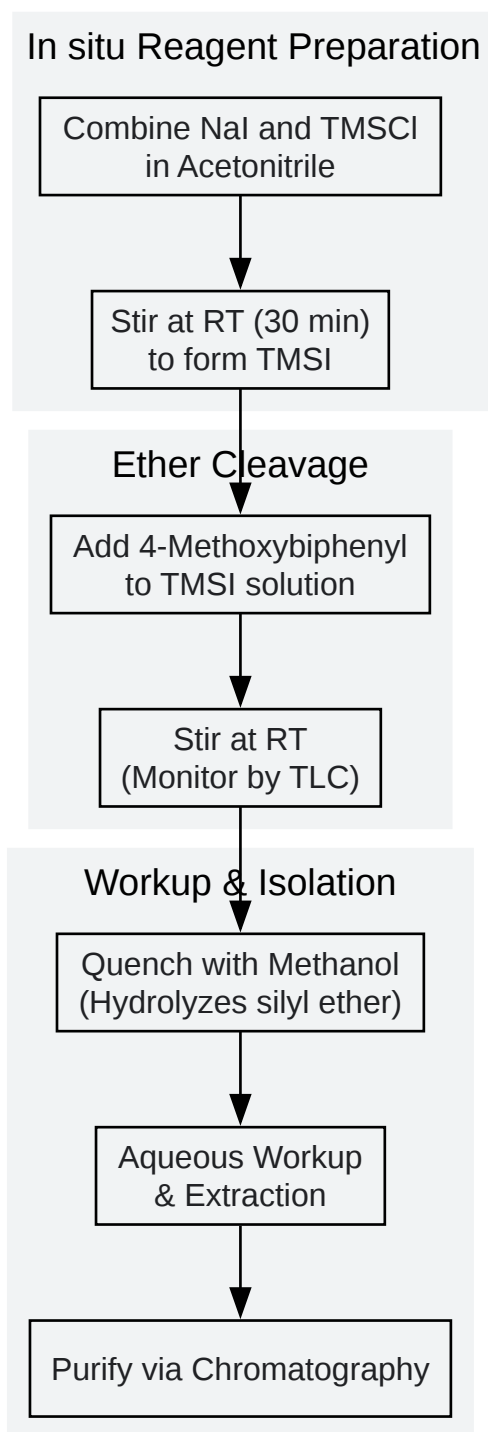 In situ Reagent Preparation
Combine NaI and TMSCl
in Acetonitrile
Stir at RT (30 min)
to form TMSI
Ether Cleavage
Add 4-Methoxybiphenyl
to TMSI solution
Stir at RT
(Monitor by TLC)
Workup & Isolation
Quench with Methanol
(Hydrolyzes silyl ether)
Aqueous Workup
& Extraction
Purify via Chromatography